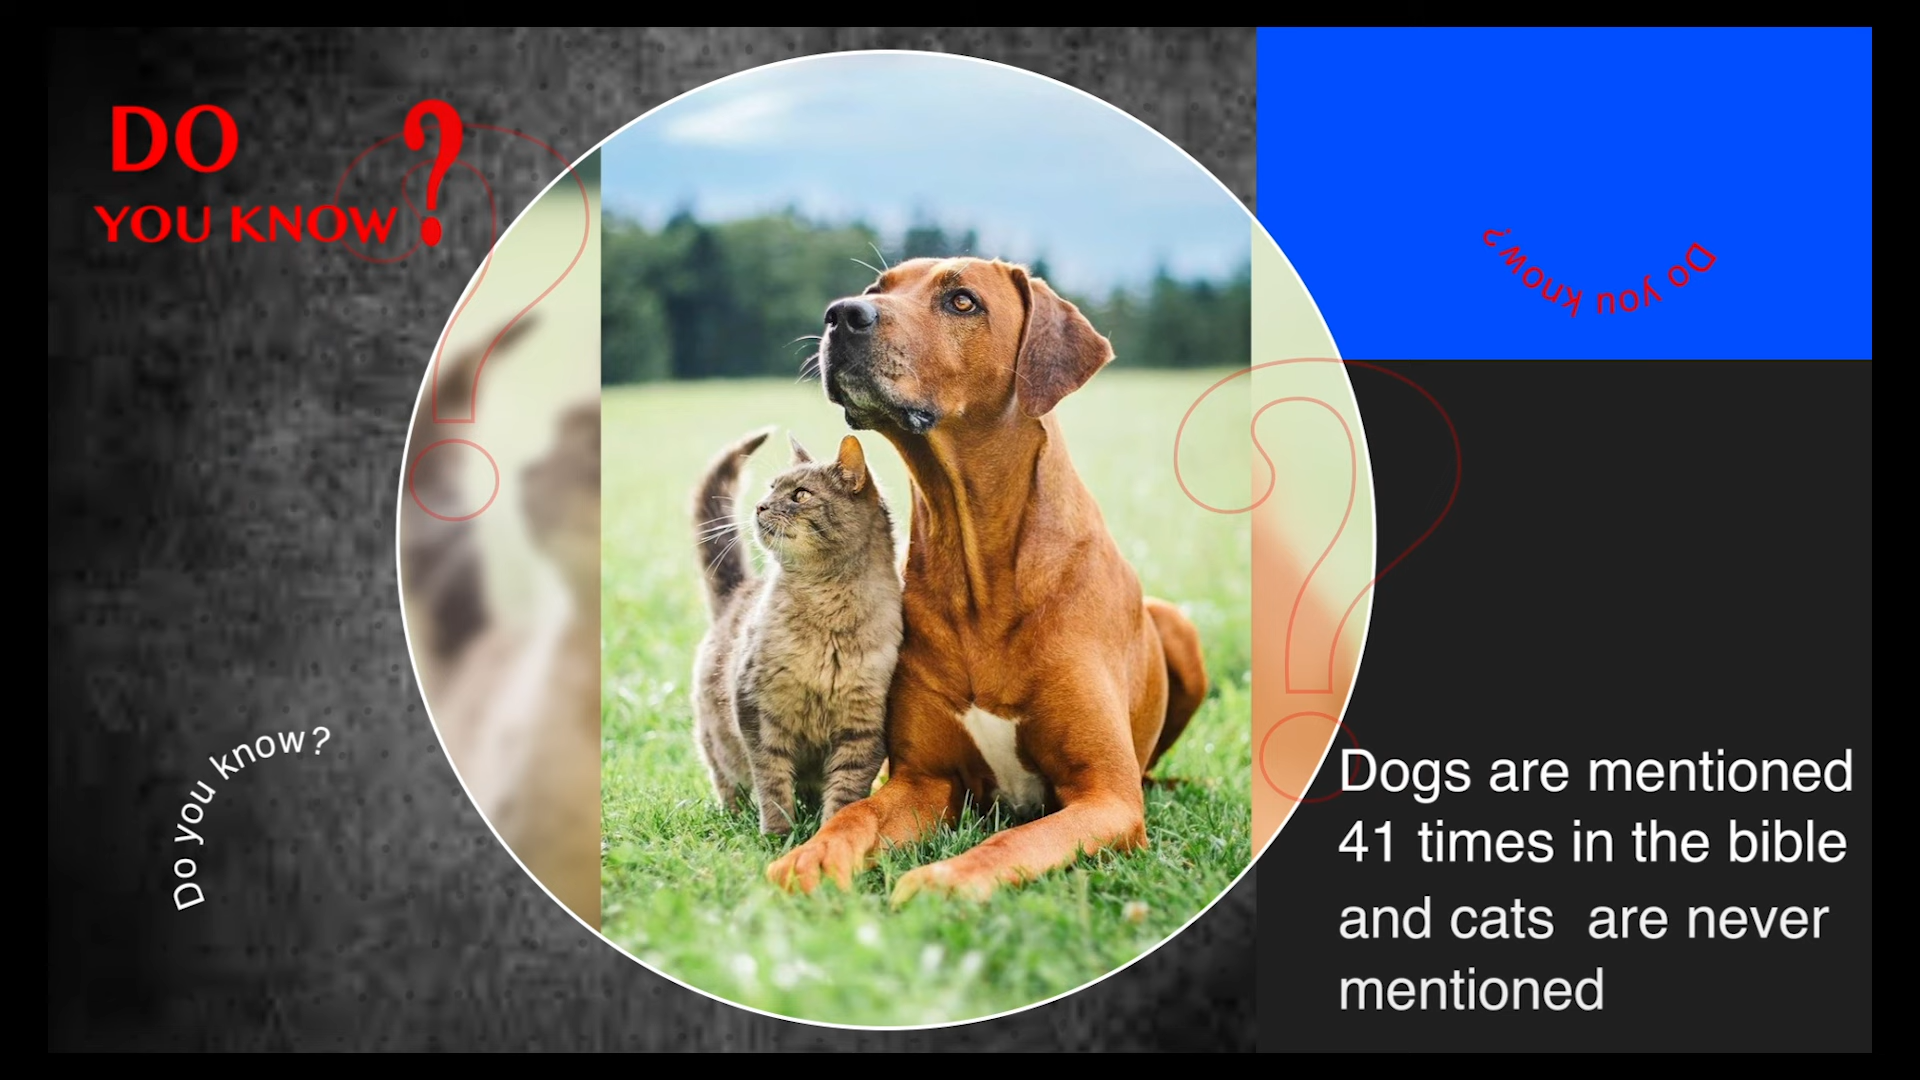 DO
YOU KNOW?
Do you know?
Do you know?
Dogs are mentioned
41 times in the bible
and cats are never
mentioned